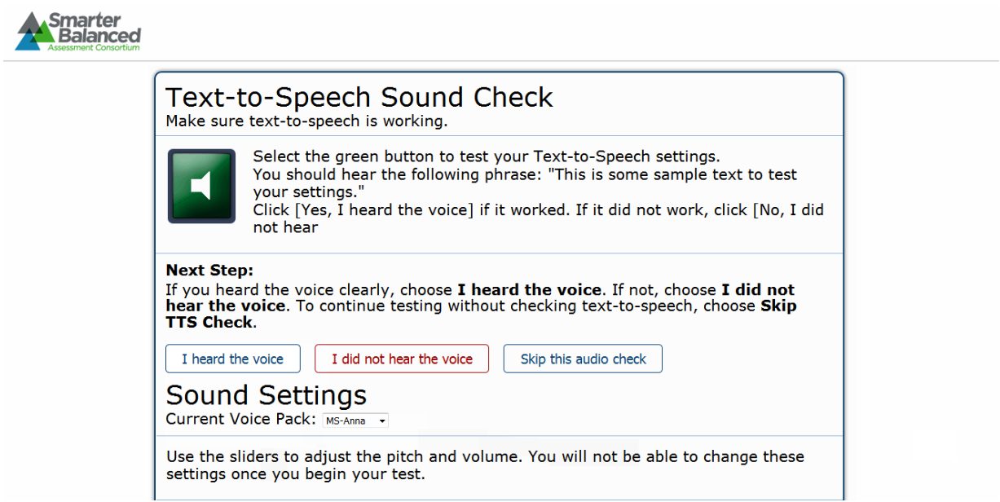 Smarter
Balanced
Assessment Consortium
Text-to-Speech Sound Check
Make sure text-to-speech is working.
Select the green button to test your Text-to-Speech settings.
You should hear the following phrase: "This is some sample text to test
your settings."
Click [Yes, I heard the voice] if it worked. If it did not work, click [No, I did
not hear
Next Step:
If you heard the voice clearly, choose I heard the voice. If not, choose I did not
hear the voice. To continue testing without checking text-to-speech, choose Skip
TTS Check.
I heard the voice I did not hear the voice Skip this audio check
Sound Settings
Current Voice Pack: MS-Anna
Use the sliders to adjust the pitch and volume. You will not be able to change these
settings once you begin your test.